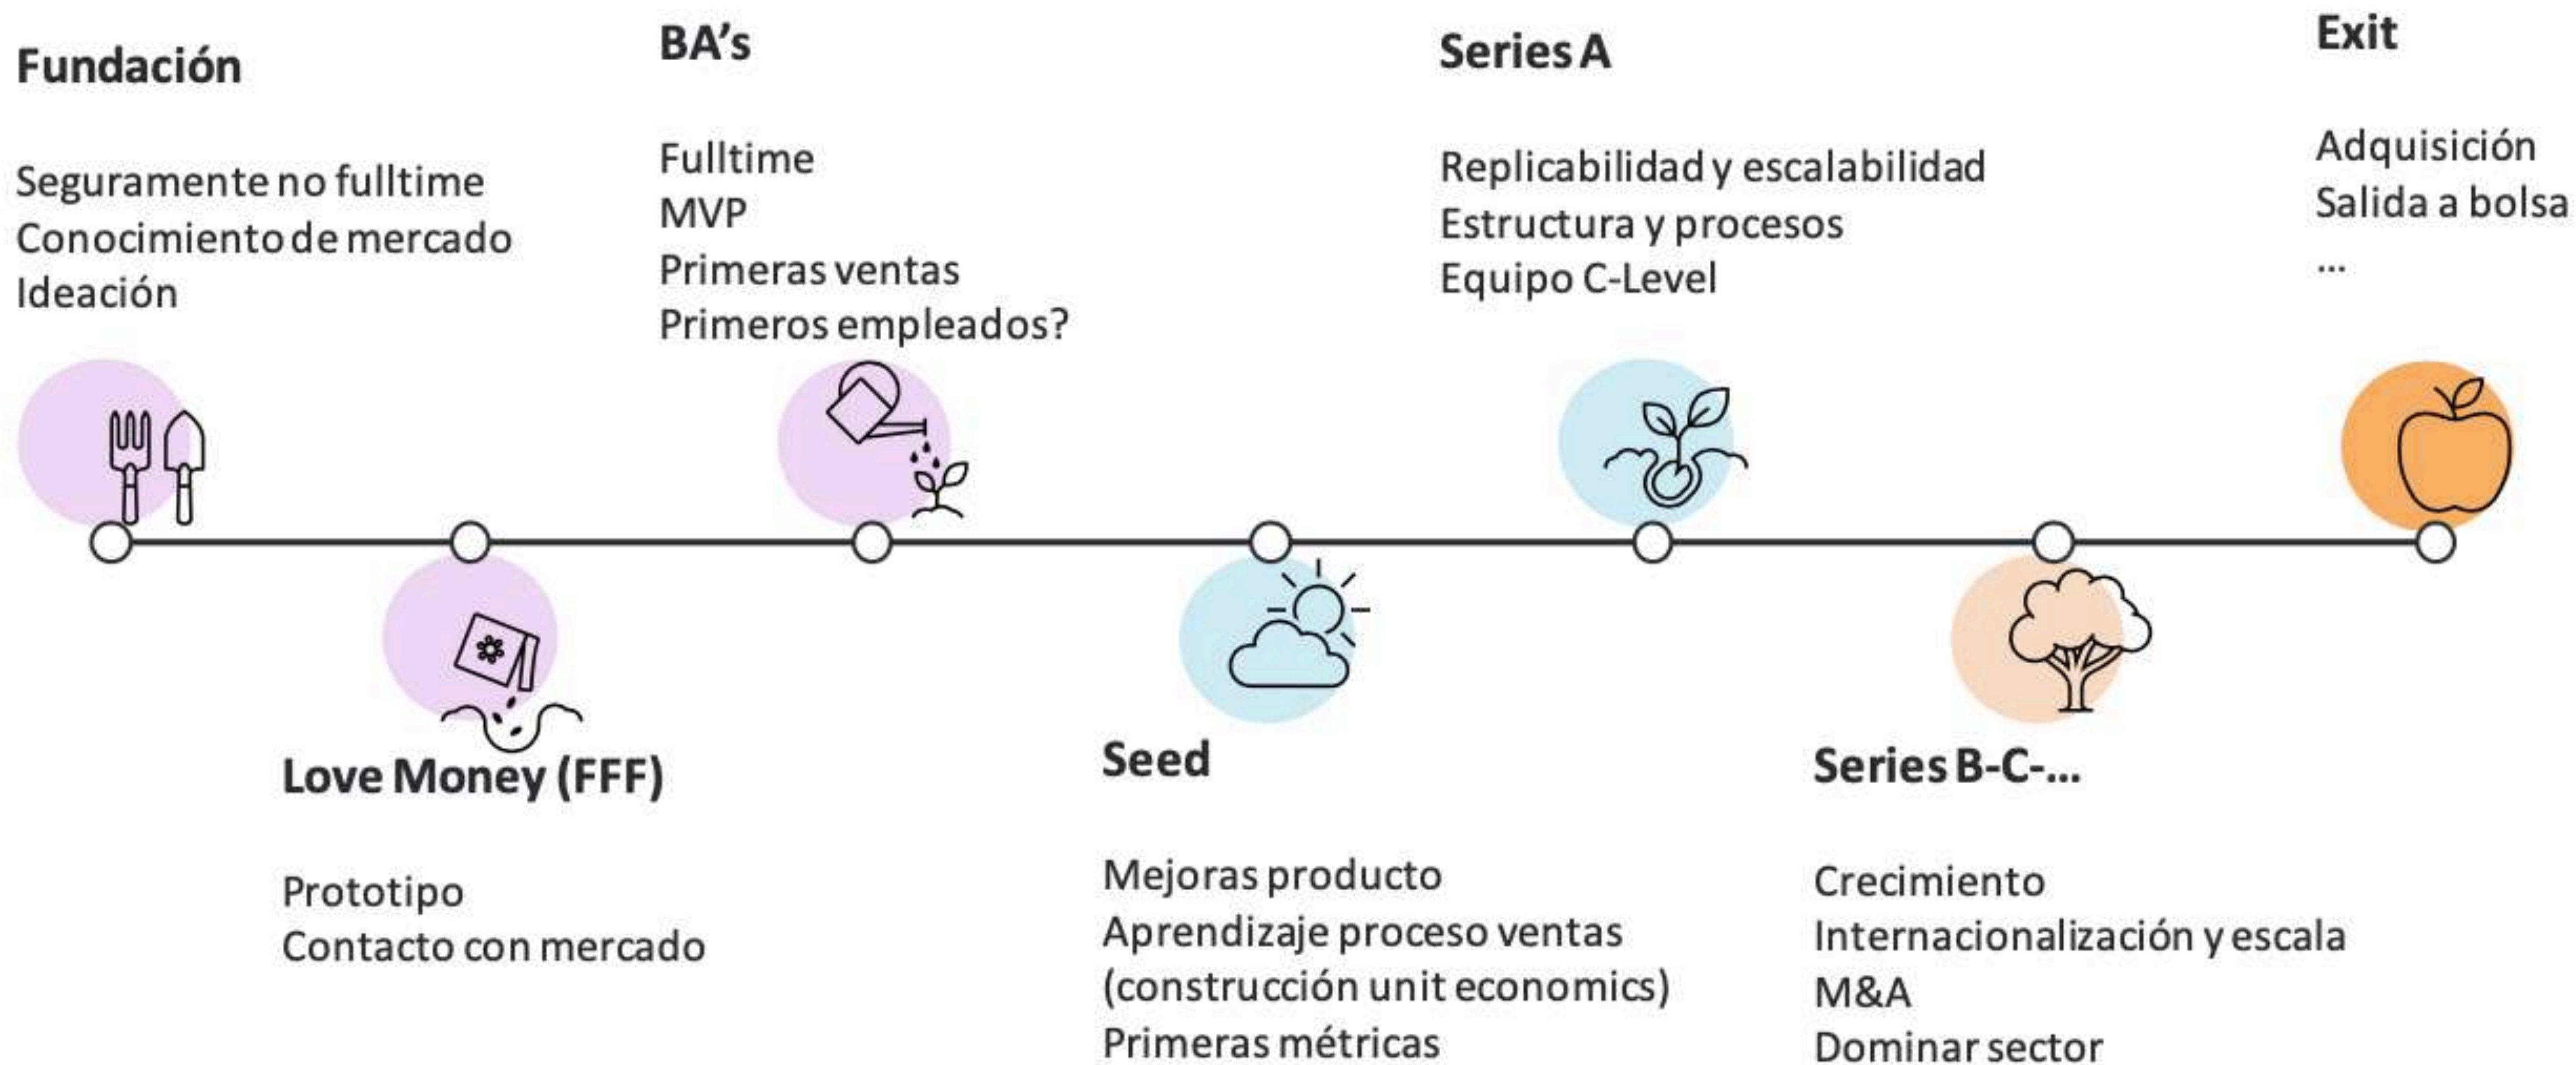 Fundación
Seguramente no fulltime
Conocimiento de mercado
Ideación
Love Money (FFF)
Prototipo
Contacto con mercado
BA's
Fulltime
MVP
Primeras ventas
Primeros empleados?
Seed
Mejoras producto
Aprendizaje proceso ventas
(construcción unit economics)
Primeras métricas
Series A
Replicabilidad y escalabilidad
Estructura y procesos
Equipo C-Level
Series B-C-...
Crecimiento
Internacionalización y escala
M&A
Dominar sector
Exit
Adquisición
Salida a bolsa
...